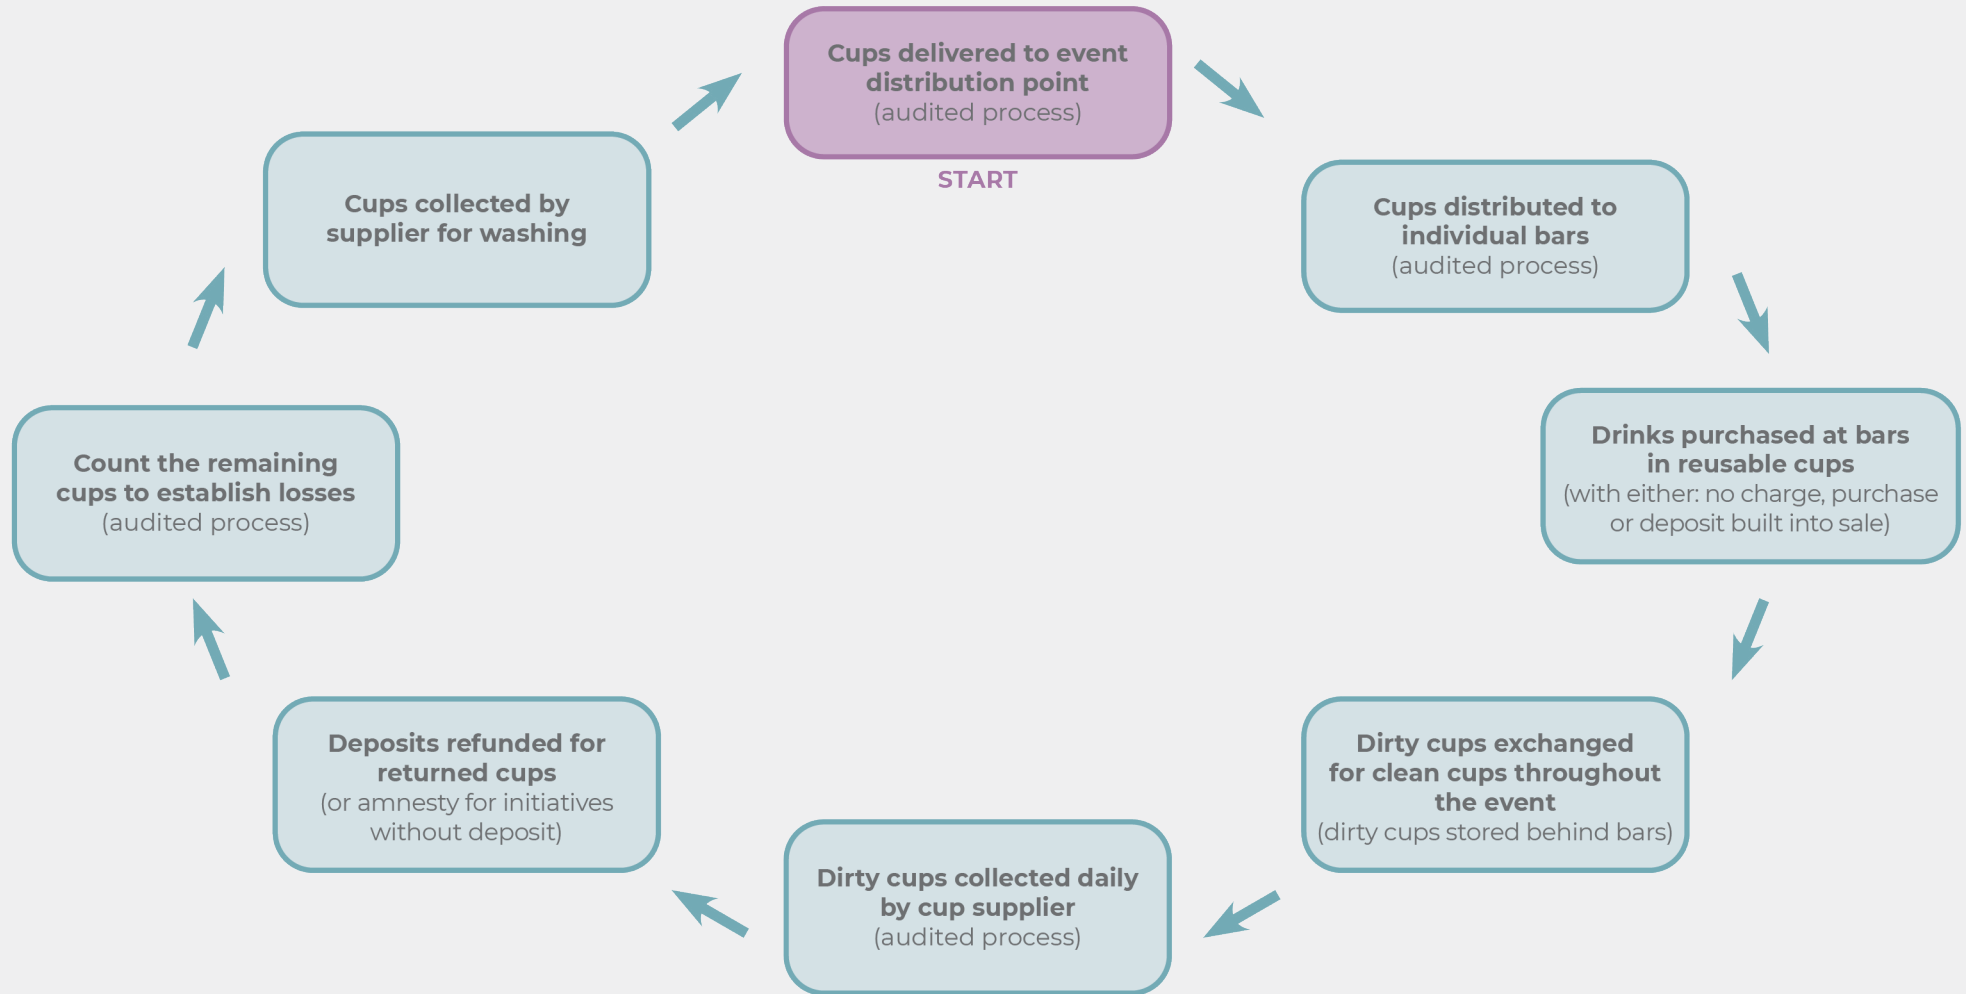 Cups delivered to event
distribution point
(audited process)
START
Cups distributed to
individual bars
(audited process)
Drinks purchased at bars
in reusable cups
(with either: no charge, purchase
or deposit built into sale)
Dirty cups exchanged
for clean cups throughout
the event
(dirty cups stored behind bars)
Dirty cups collected daily
by cup supplier
(audited process)
Deposits refunded for
returned cups
(or amnesty for initiatives
without deposit)
Count the remaining
cups to establish losses
(audited process)
Cups collected by
supplier for washing